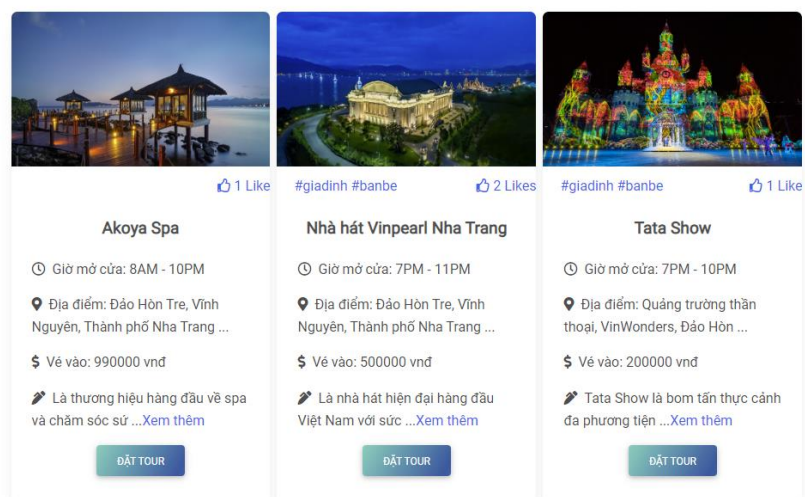 1 Like
Akoya Spa
Giờ mở cửa: 8AM - 10PM
Địa điểm: Đảo Hòn Tre, Vĩnh
Nguyên, Thành phố Nha Trang ...
Vé vào: 990000 vnđ
Là thương hiệu hàng đầu về spa
và chăm sóc sứ ...Xem thêm
ĐẶT TOUR
#giadinh #banbe 2 Likes
Nhà hát Vinpearl Nha Trang
Giờ mở cửa: 7PM - 11PM
Địa điểm: Đảo Hòn Tre, Vĩnh
Nguyên, Thành phố Nha Trang ...
Vé vào: 500000 vnđ
Là nhà hát hiện đại hàng đầu
Việt Nam với sức ...Xem thêm
ĐẶT TOUR
#giadinh #banbe 1 Like
Tata Show
Giờ mở cửa: 7PM - 10PM
Địa điểm: Quảng trường thần
thoại, VinWonders, Đảo Hòn ...
Vé vào: 200000 vnđ
Tata Show là bom tấn thực cảnh
đa phương tiện ...Xem thêm
ĐẶT TOUR